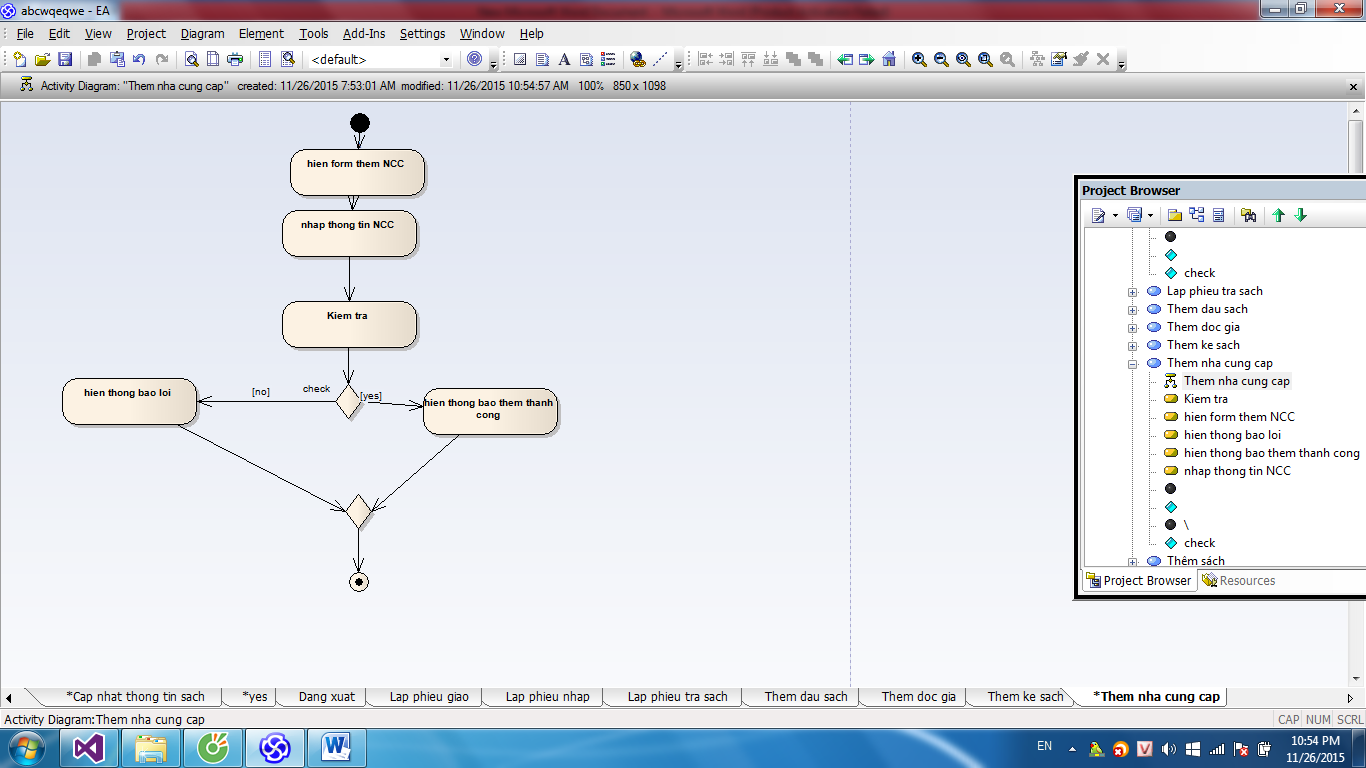 abcwqeqwe - EA
File Edit View Project Diagram Element Tools Add-Ins Settings Window Help
<default>
Activity Diagram: "Them nha cung cap" created: 11/26/2015 7:53:01 AM modified: 11/26/2015 10:54:57 AM 100% 850 x 1098
hien form them NCC
nhap thong tin NCC
Kiem tra
hien thong bao loi
[no]
check
[yes]
hien thong bao them thanh
cong
Project Browser
check
Lap phieu tra sach
Them dau sach
Them doc gia
Them ke sach
Them nha cung cap
Them nha cung cap
Kiem tra
hien form them NCC
hien thong bao loi
hien thong bao them thanh cong
nhap thong tin NCC
\
check
Thêm sách
Project Browser Resources
*Cap nhat thong tin sach *yes Dang xuat Lap phieu giao Lap phieu nhap Lap phieu tra sach Them dau sach Them doc gia Them ke sach *Them nha cung cap
Activity Diagram:Them nha cung cap CAP NUM SCRL
EN
10:54 PM
11/26/2015